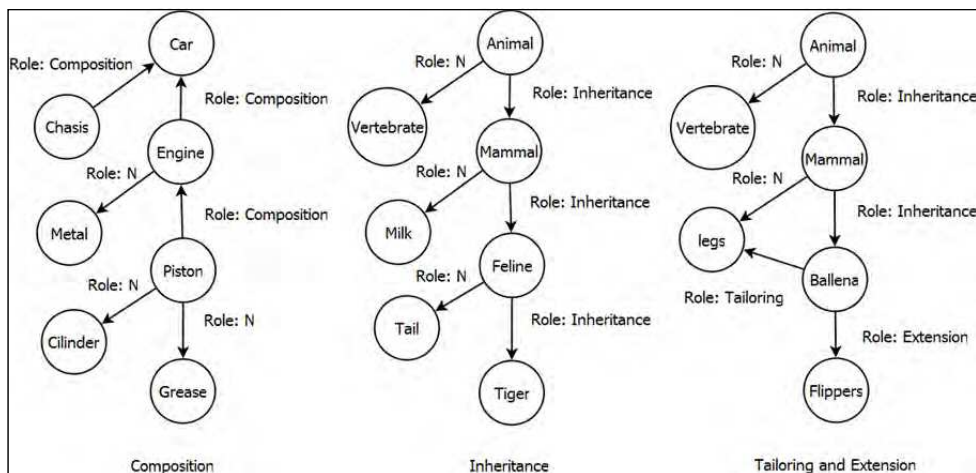 Car
Role: Composition
Chasis
Role: Composition
Engine
Role: N
Metal
Role: Composition
Piston
Role: N
Cilinder
Role: N
Grease
Composition
Animal
Role: N
Vertebrate
Role: Inheritance
Mammal
Role: N
Milk
Role: Inheritance
Feline
Role: N
Tail
Role: Inheritance
Tiger
Inheritance
Animal
Role: N
Vertebrate
Role: Inheritance
Mammal
Role: N
legs
Role: Inheritance
Ballena
Role: Tailoring
Role: Extension
Flippers
Tailoring and Extension